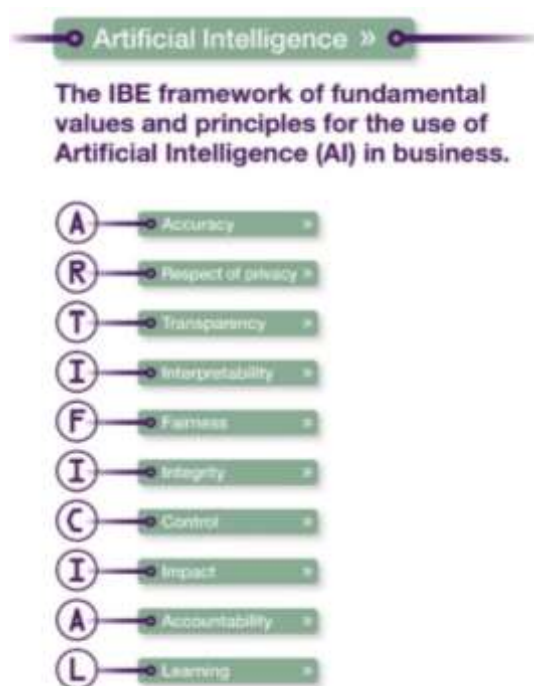 Artificial Intelligence »
The IBE framework of fundamental
values and principles for the use of
Artificial Intelligence (AI) in business.
A Accuracy »
R Respect of privacy »
T Transparency »
I Interpretability »
F Fairness »
I Integrity »
C Control »
I Impact »
A Accountability »
L Learning »